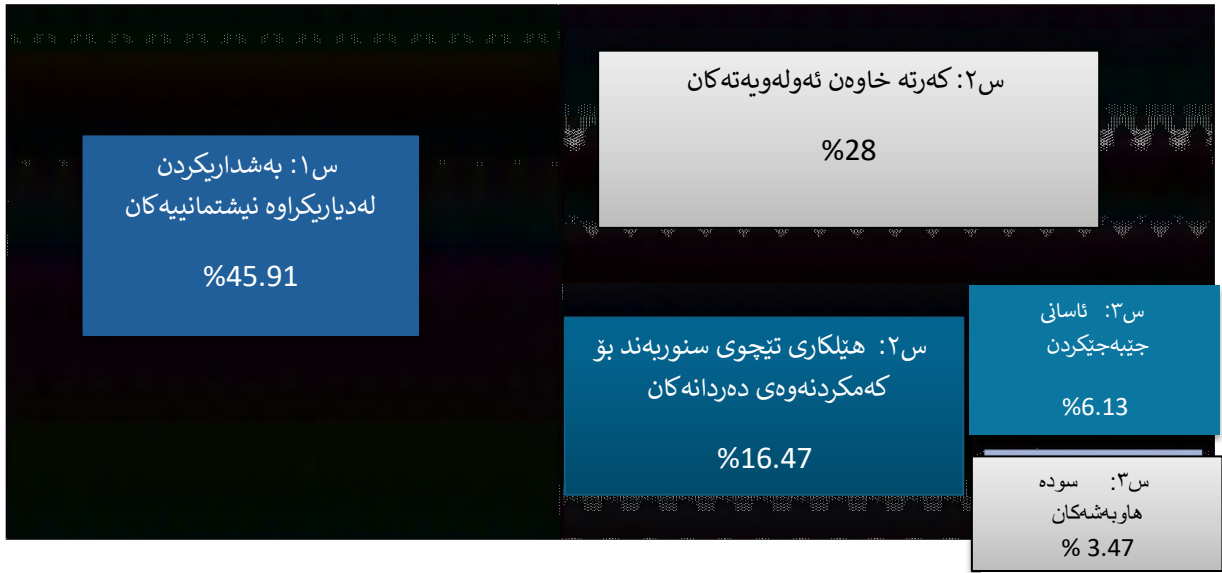 س٢: كەرتە خاوەن ئەولەویەتەکان
%28
س١: بەشداریکردن
لەدیاریکراوە نیشتمانییەکان
%45.91
س٢: هێلکاری تێچوی سنوربەند بۆ
کەمکردنەوەی دەردانەکان
%16.47
س٣: ئاسانی
جێبەجێکردن
%6.13
س٣: سودە
هاوبەشەکان
% 3.47